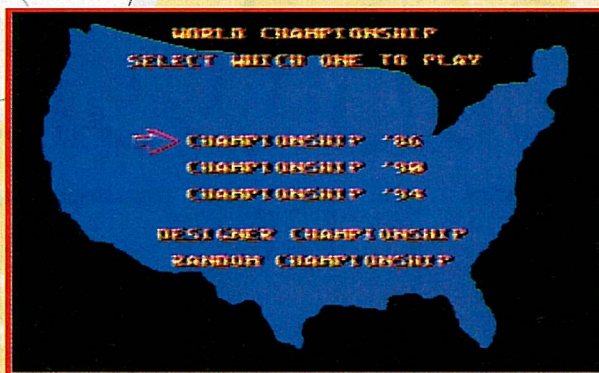 WORLD CHAMPIONSHIP
SELECT WHICH ONE TO PLAY
CHAMPIONSHIP '86
CHAMPIONSHIP '90
CHAMPIONSHIP '94
DESIGNER CHAMPIONSHIP
RANDOM CHAMPIONSHIP